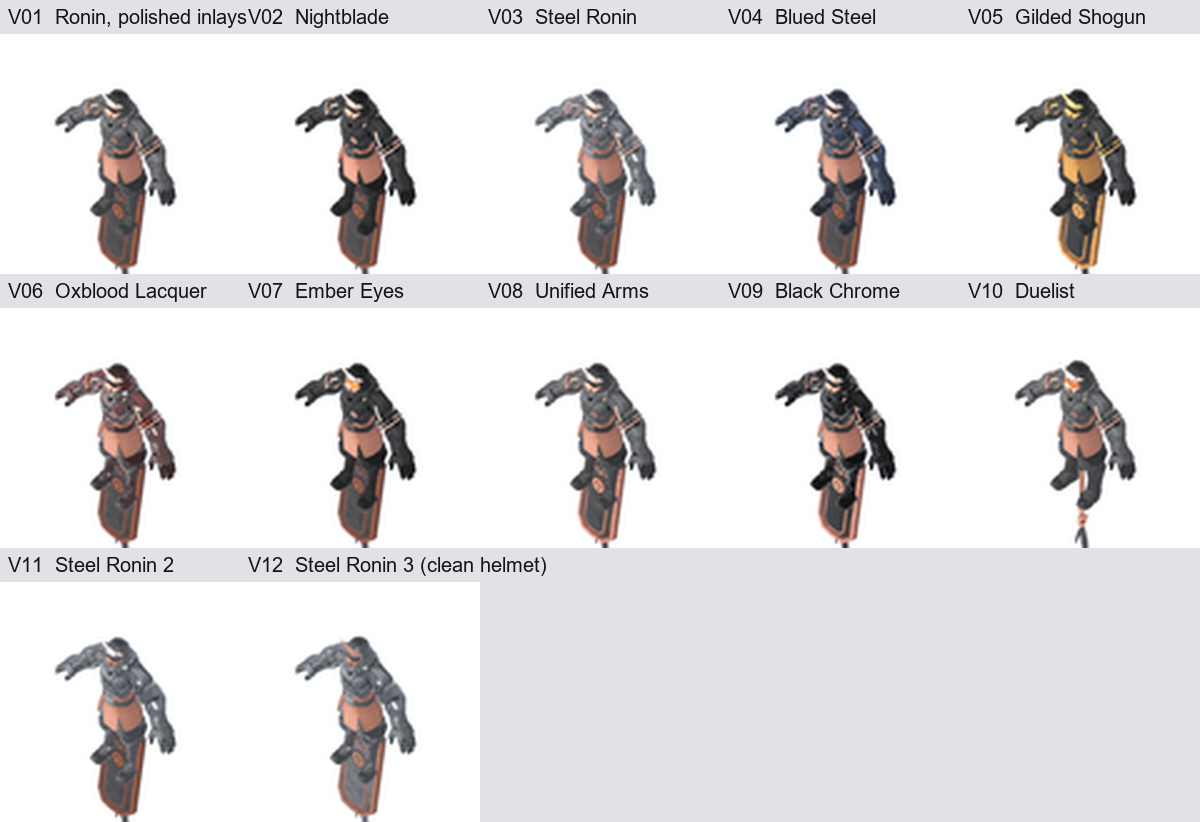 V01 Ronin, polished inlays
V02 Nightblade
V03 Steel Ronin
V04 Blued Steel
V05 Gilded Shogun
V06 Oxblood Lacquer
V07 Ember Eyes
V08 Unified Arms
V09 Black Chrome
V10 Duelist
V11 Steel Ronin 2
V12 Steel Ronin 3 (clean helmet)